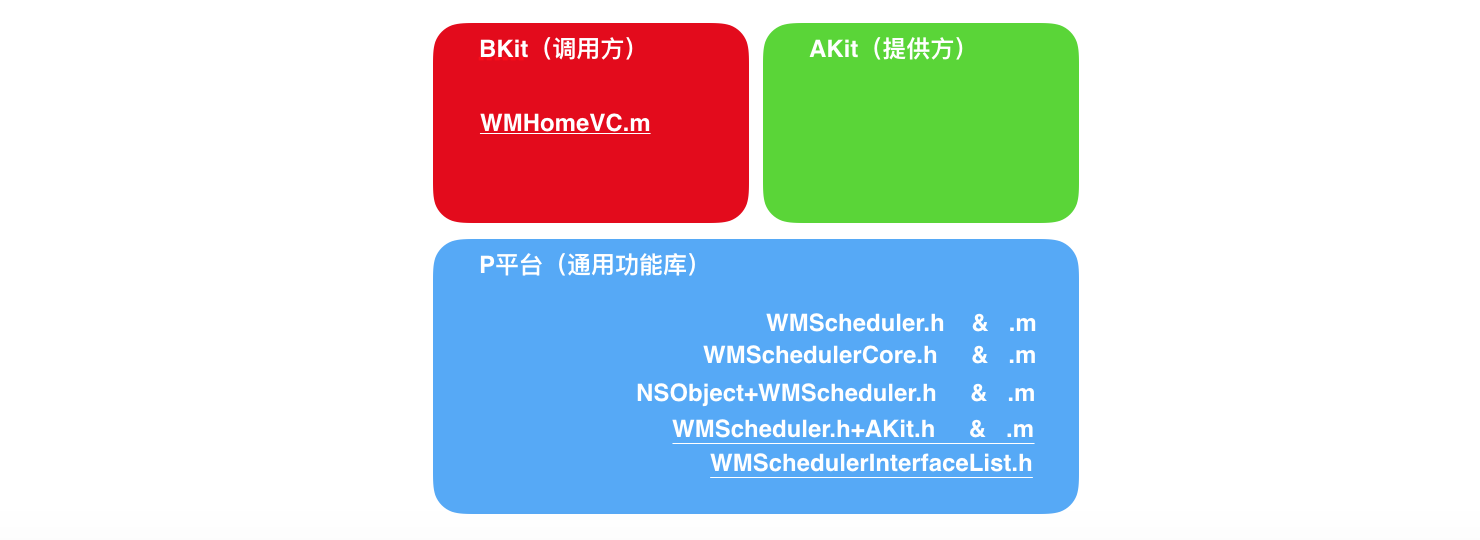 BKit（调用方）
WMHomeVC.m
AKit（提供方）
P平台（通用功能库）
WMScheduler.h & .m
WMSchedulerCore.h & .m
NSObject+WMScheduler.h & .m
WMScheduler.h+AKit.h & .m
WMSchedulerInterfaceList.h